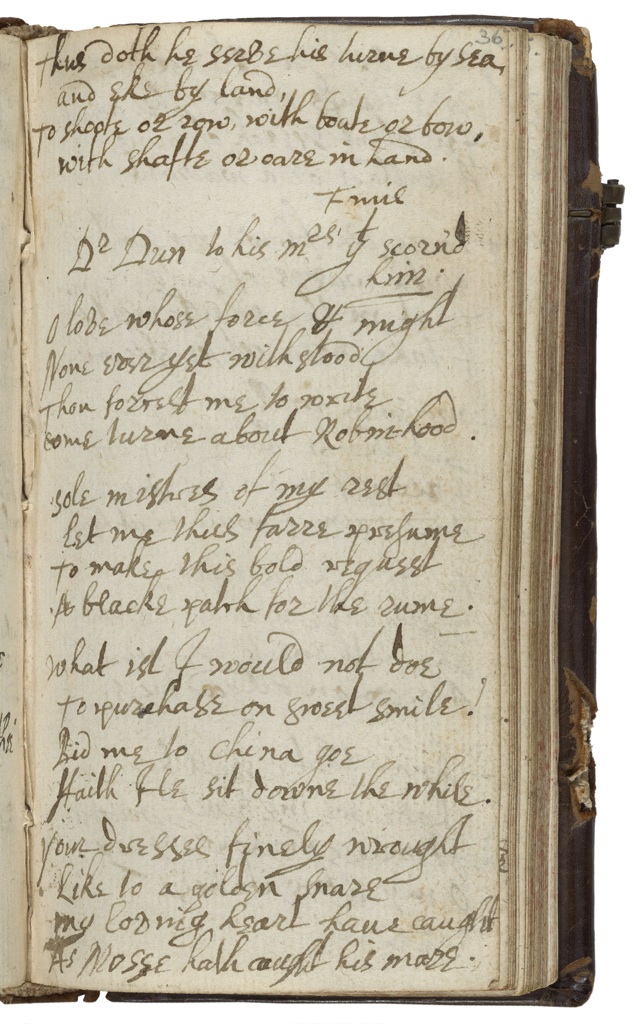 36
thus doth he serve his turne by sea,
and eke by land,
to shoote or row, with boate or bow,
with shafte or oare in hand.
Finis
Dr Dun to his mrs yt scorn'd
him:
O love whose force & might
None ever yet withstood
Thou forcest me to write
Come turne about Robin-hood.
Sole mistres of my rest
let me thus farre presume
to make this bold request
A blacke patch for the rume.
What ist I would not doe
to purchase on sweet smile!
Bid me to China goe
Faith Ile sit downe the while.
your dresses finely wrought
Like to a golden snare
my loving heart have caught
As Mosse hath caught his mare.